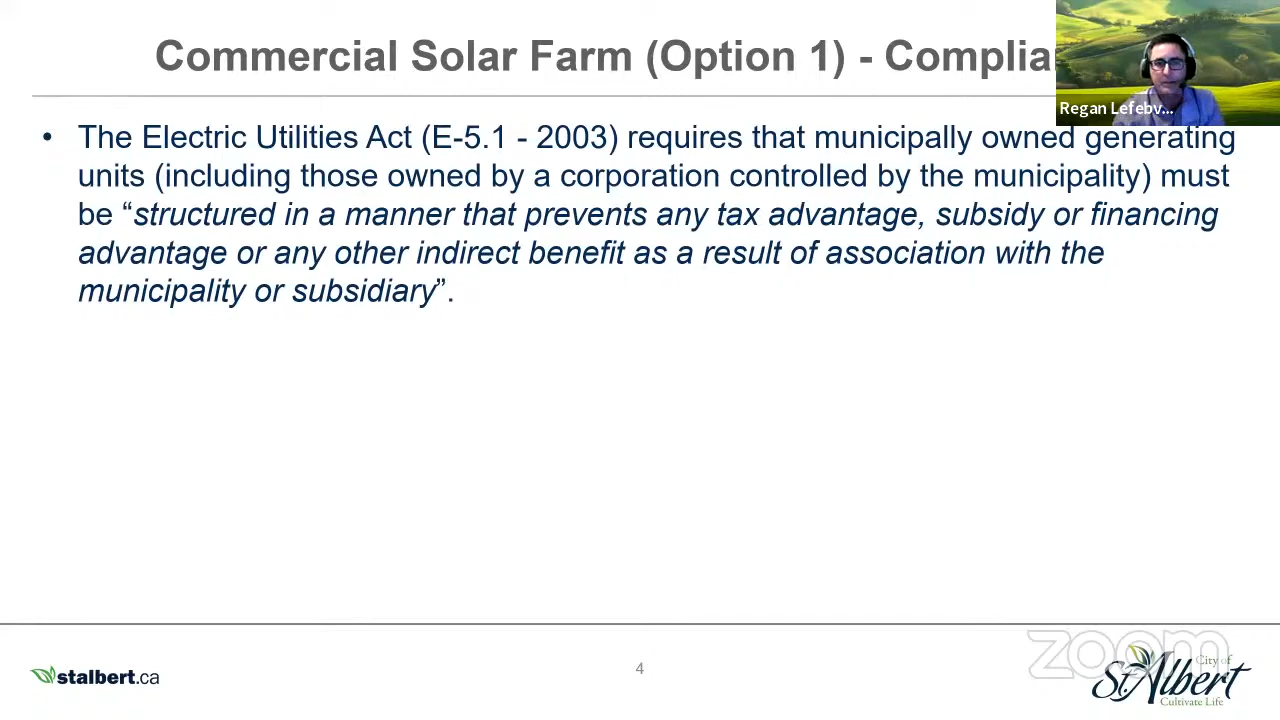 Commercial Solar Farm (Option 1) - Complia
Regan Lefebv...
• The Electric Utilities Act (E-5.1 - 2003) requires that municipally owned generating
units (including those owned by a corporation controlled by the municipality) must
be “structured in a manner that prevents any tax advantage, subsidy or financing
advantage or any other indirect benefit as a result of association with the
municipality or subsidiary”.
zoom
stalbert.ca
4
City of
St. Albert
Cultivate Life